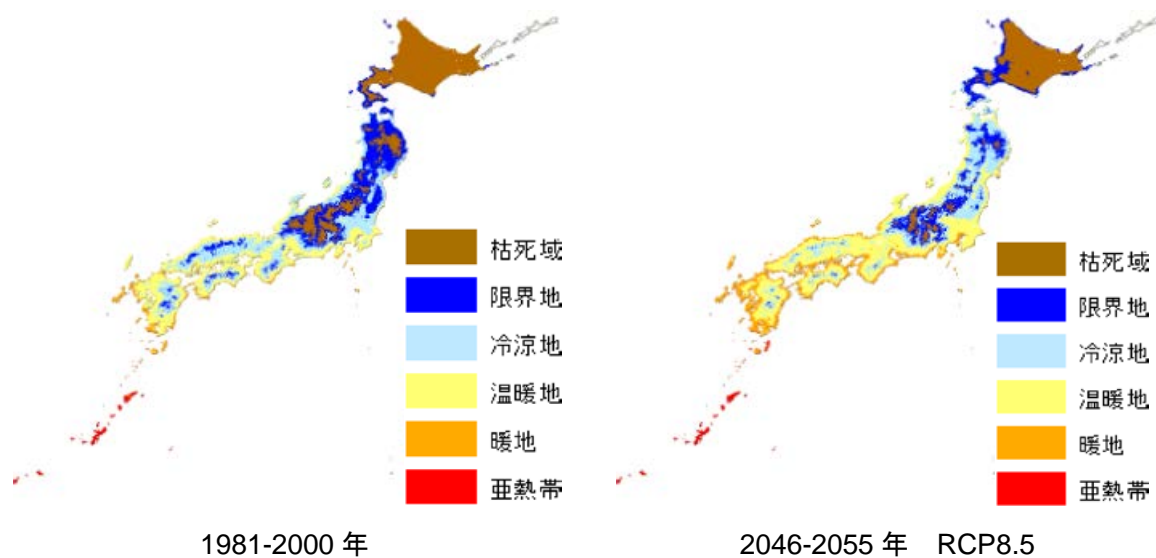 枯死域
限界地
冷涼地
温暖地
暖地
亜熱帯
1981-2000 年
枯死域
限界地
冷涼地
温暖地
暖地
亜熱帯
2046-2055 年 RCP8.5